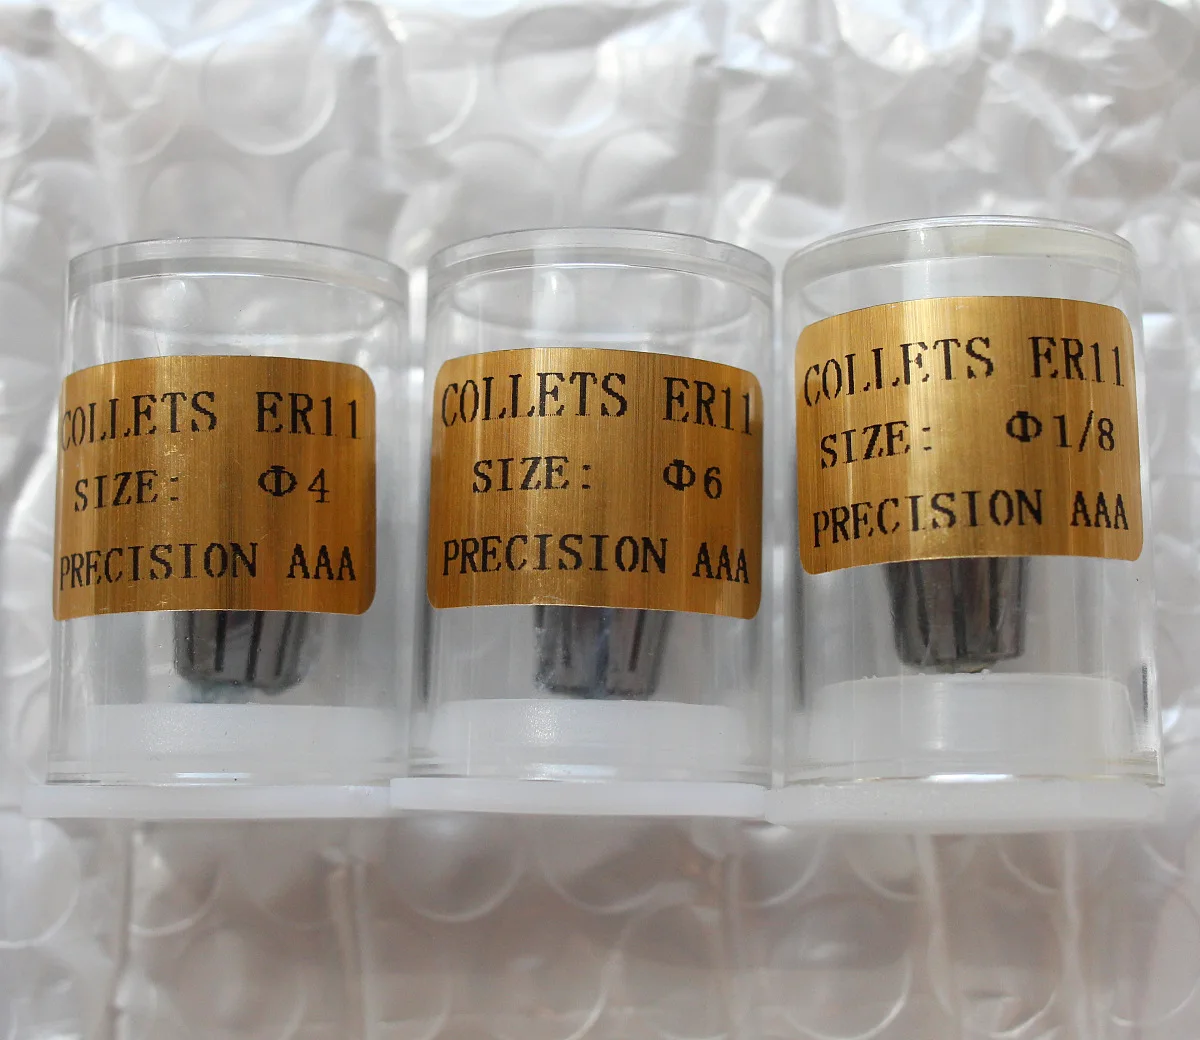 COLLETS ER11
SIZE: Φ4
PRECISION AAA
COLLETS ER11
SIZE: Φ6
PRECISION AAA
COLLETS ER11
SIZE: Φ1/8
PRECISION AAA